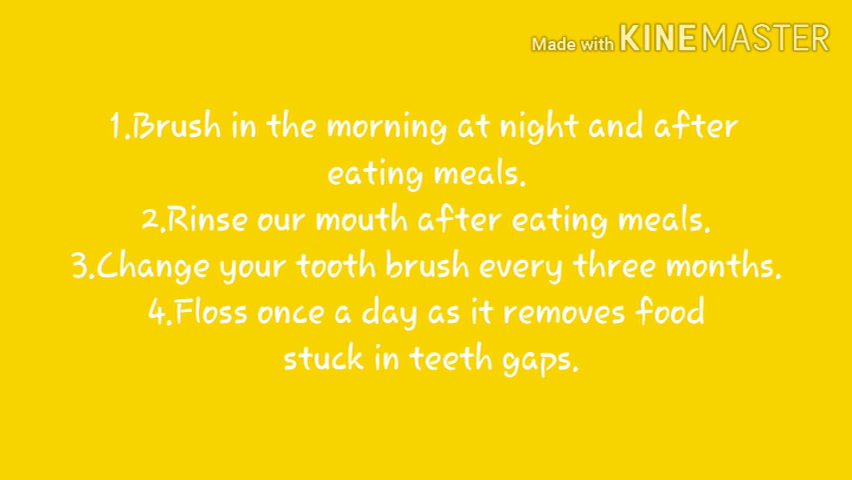 Made with KINEMASTER
1.Brush in the morning at night and after
eating meals.
2.Rinse our mouth after eating meals.
3.Change your tooth brush every three months.
4.Floss once a day as it removes food
stuck in teeth gaps.